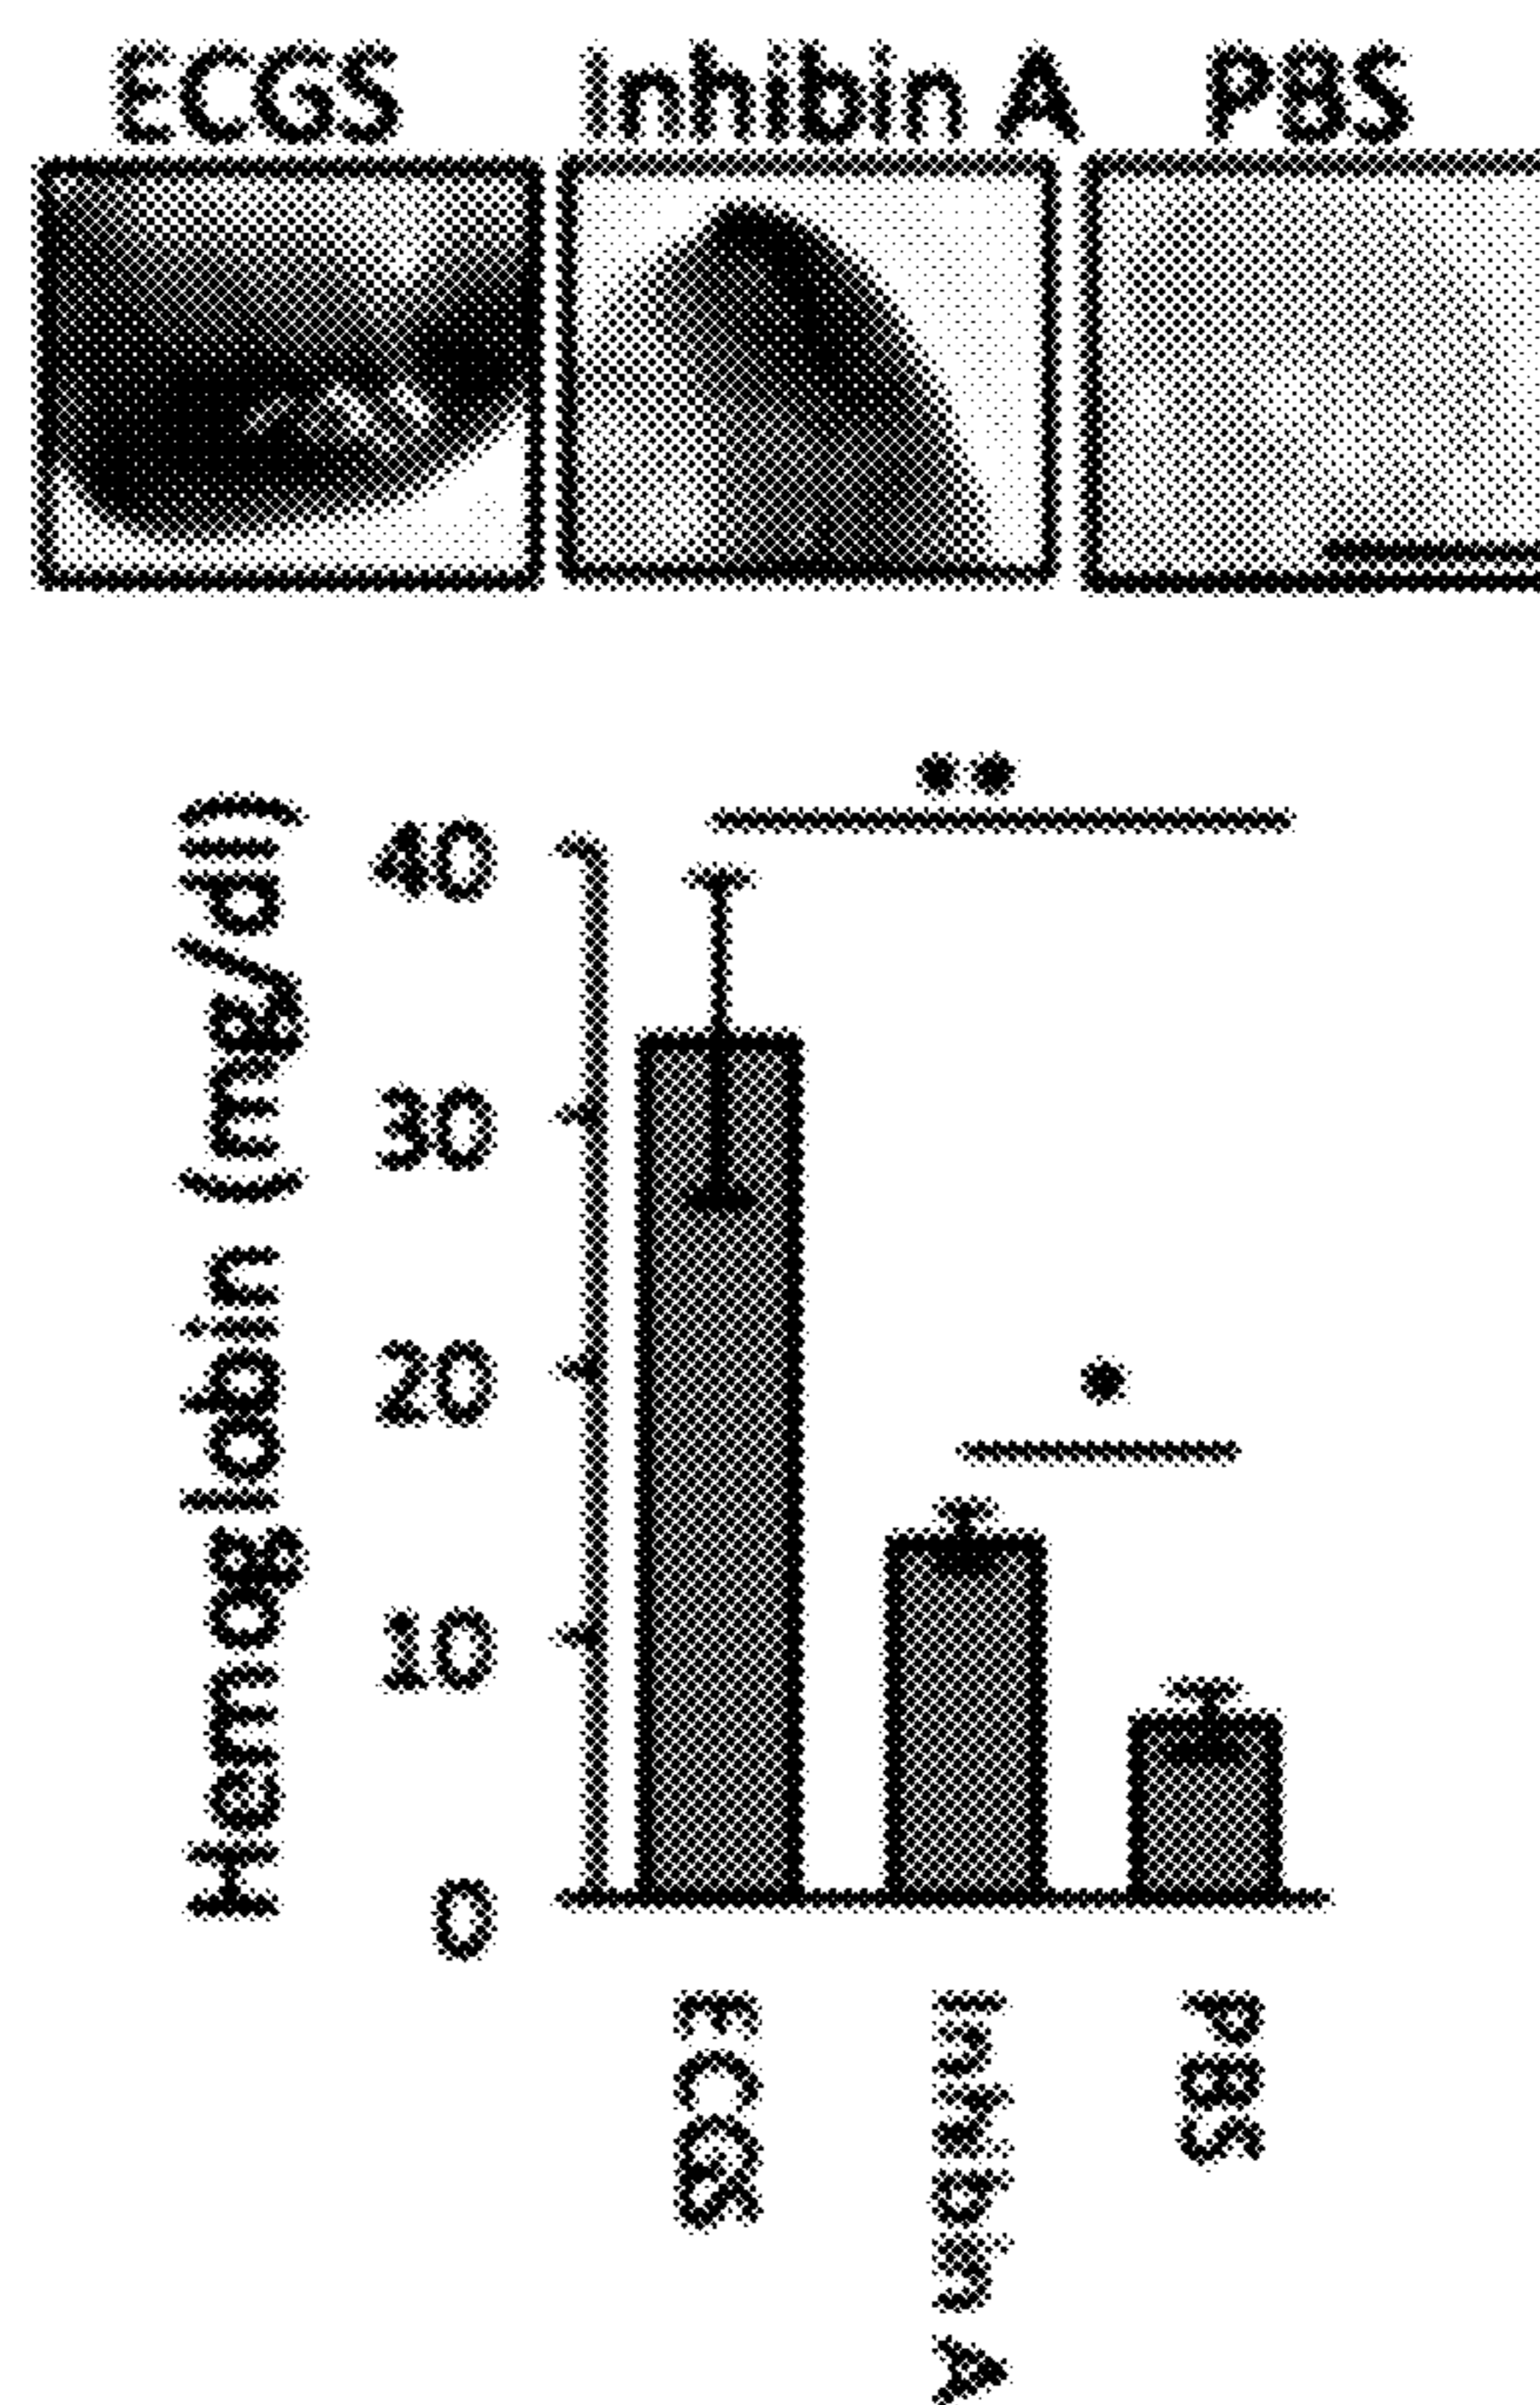 ECGS Inhibin A PBS
**
Hemoglobin (mg/dl)
40
30
20
*
10
0
ECGS
Inhibin A
PBS